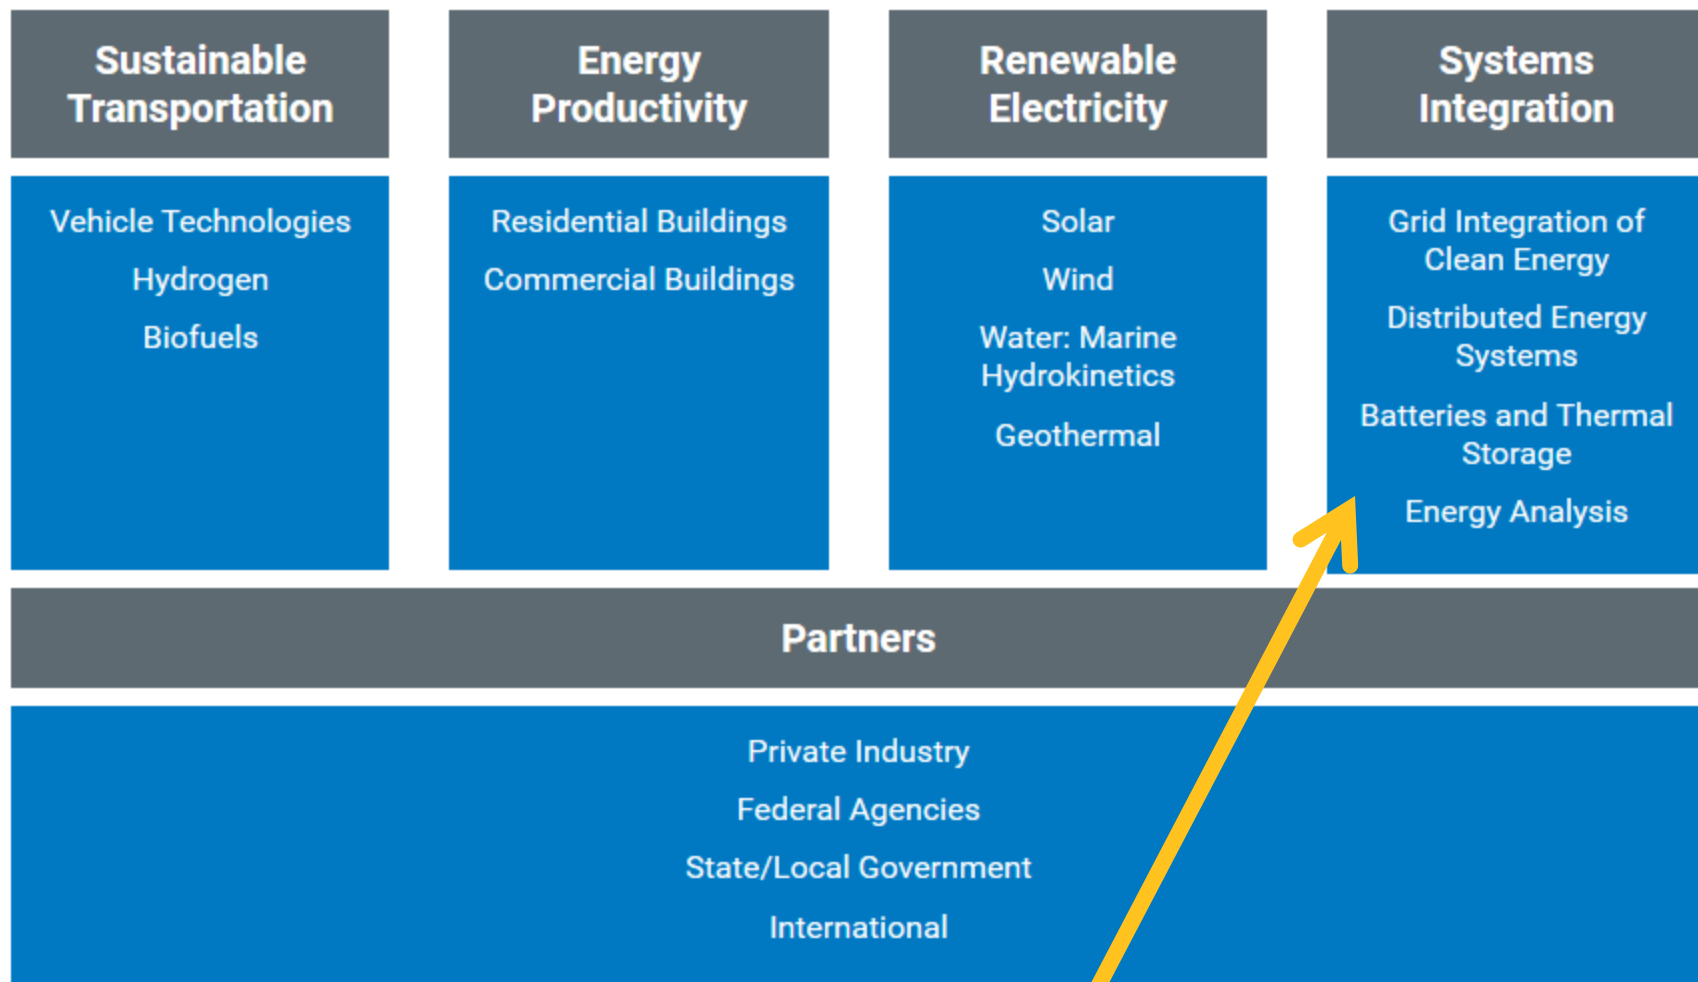 Sustainable
Transportation
Vehicle Technologies
Hydrogen
Biofuels
Energy
Productivity
Residential Buildings
Commercial Buildings
Renewable
Electricity
Solar
Wind
Water: Marine
Hydrokinetics
Geothermal
Systems
Integration
Grid Integration of
Clean Energy
Distributed Energy
Systems
Batteries and Thermal
Storage
Energy Analysis
Partners
Private Industry
Federal Agencies
State/Local Government
International